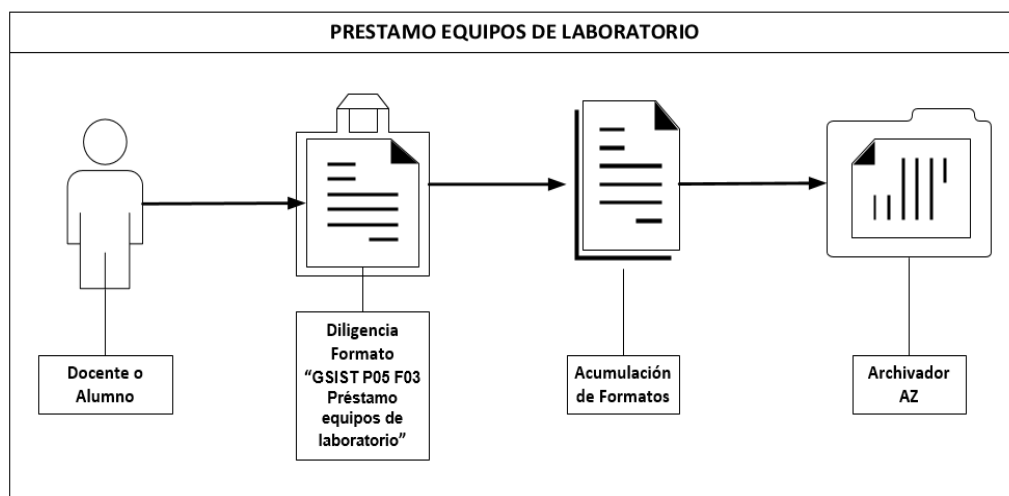 PRESTAMO EQUIPOS DE LABORATORIO
Docente o
Alumno
Diligencia
Formato
“GSIST P05 F03
Préstamo
equipos de
laboratorio”
Acumulación
de Formatos
Archivador
AZ